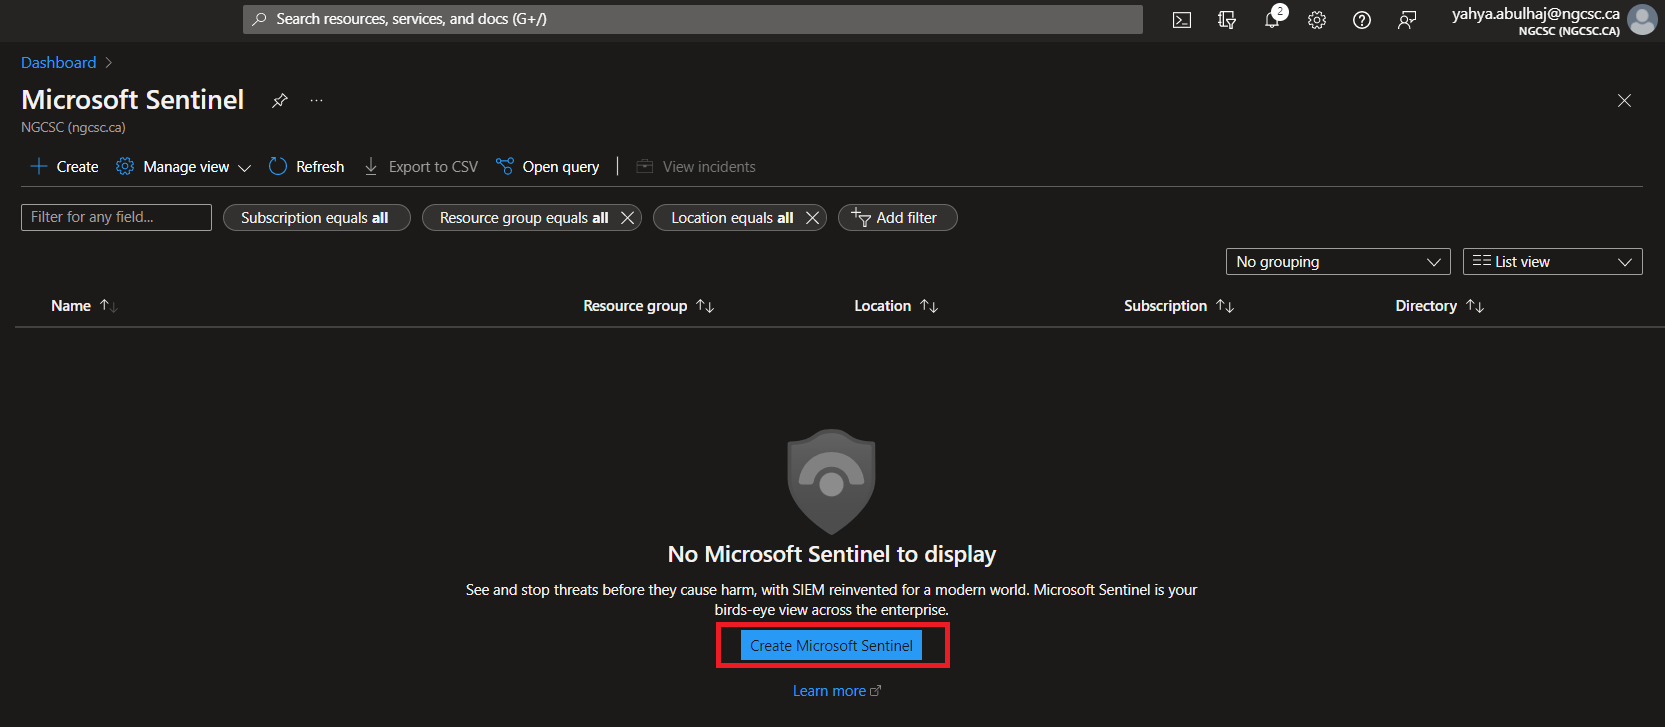 Search resources, services, and docs (G+/)
2
yahya.abulhaj@ngcsc.ca
NGCSC (NGCSC.CA)
Dashboard
Microsoft Sentinel
NGCSC (ngcsc.ca)
Create Manage view Refresh Export to CSV Open query View incidents
Filter for any field... Subscription equals all Resource group equals all Location equals all Add filter
No grouping List view
Name Resource group Location Subscription Directory
No Microsoft Sentinel to display
See and stop threats before they cause harm, with SIEM reinvented for a modern world. Microsoft Sentinel is your
birds-eye view across the enterprise.
Create Microsoft Sentinel
Learn more